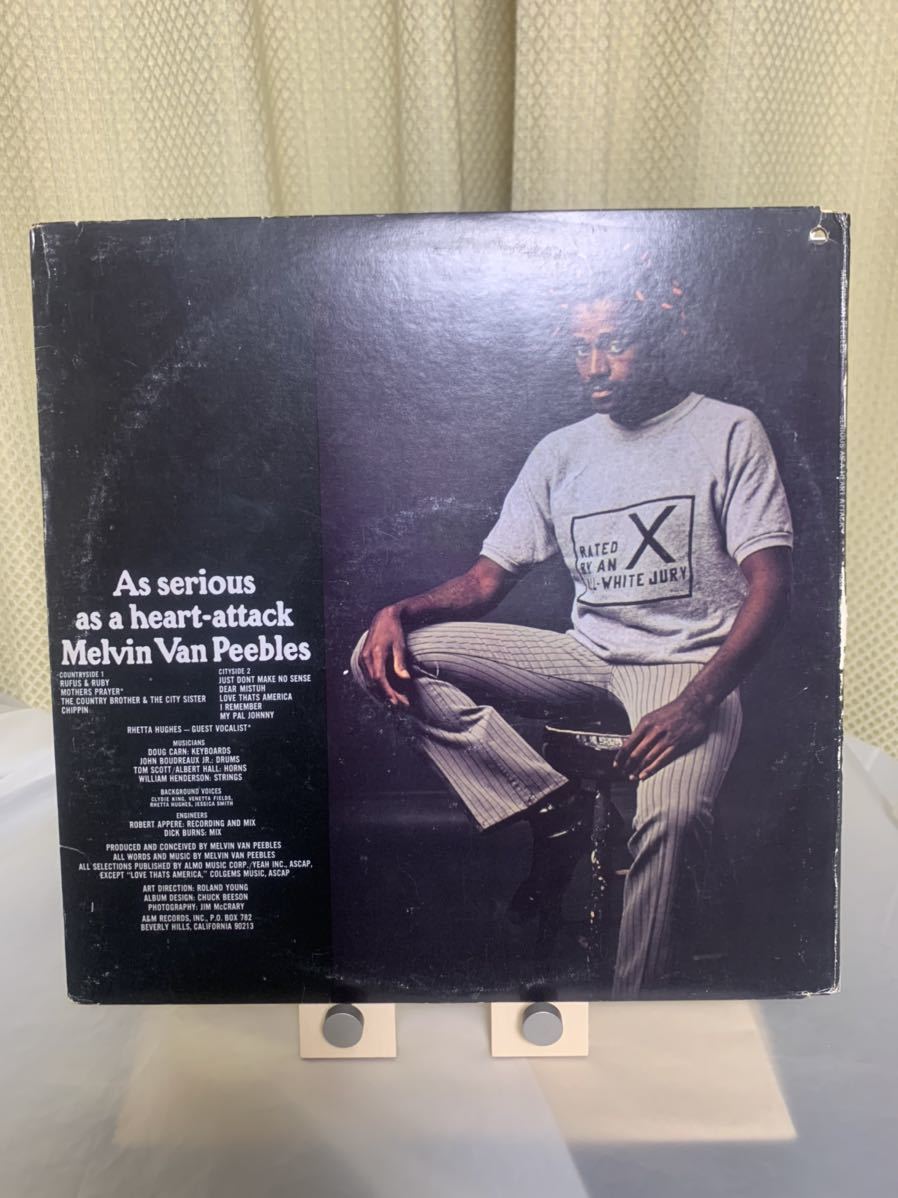 As serious
as a heart-attack
Melvin Van Peebles
COUNTRYSIDE 1
RUFUS & RUBY
MOTHERS PRAYER*
THE COUNTRY BROTHER & THE CITY SISTER
CHIPPIN
CITYSIDE 2
JUST DONT MAKE NO SENSE
DEAR MISTUH
LOVE THATS AMERICA
I REMEMBER
MY PAL JOHNNY
RHETTA HUGHES — GUEST VOCALIST*
MUSICIANS
DOUG CARN: KEYBOARDS
JOHN BOUDREAUX JR.: DRUMS
TOM SCOTT/ALBERT HALL: HORNS
WILLIAM HENDERSON: STRINGS
BACKGROUND VOICES
CLYDIE KING, VENETTA FIELDS,
RHETTA HUGHES, JESSICA SMITH
ENGINEERS
ROBERT APPERE: RECORDING AND MIX
DICK BURNS: MIX
PRODUCED AND CONCEIVED BY MELVIN VAN PEEBLES
ALL WORDS AND MUSIC BY MELVIN VAN PEEBLES
ALL SELECTIONS PUBLISHED BY ALMO MUSIC CORP./YEAH INC., ASCAP,
EXCEPT "LOVE THATS AMERICA," COLGEMS MUSIC, ASCAP
ART DIRECTION: ROLAND YOUNG
ALBUM DESIGN: CHUCK BEESON
PHOTOGRAPHY: JIM McCRARY
A&M RECORDS, INC., P.O. BOX 782
BEVERLY HILLS, CALIFORNIA 90213
RATED X
BY AN
LL-WHITE JURY